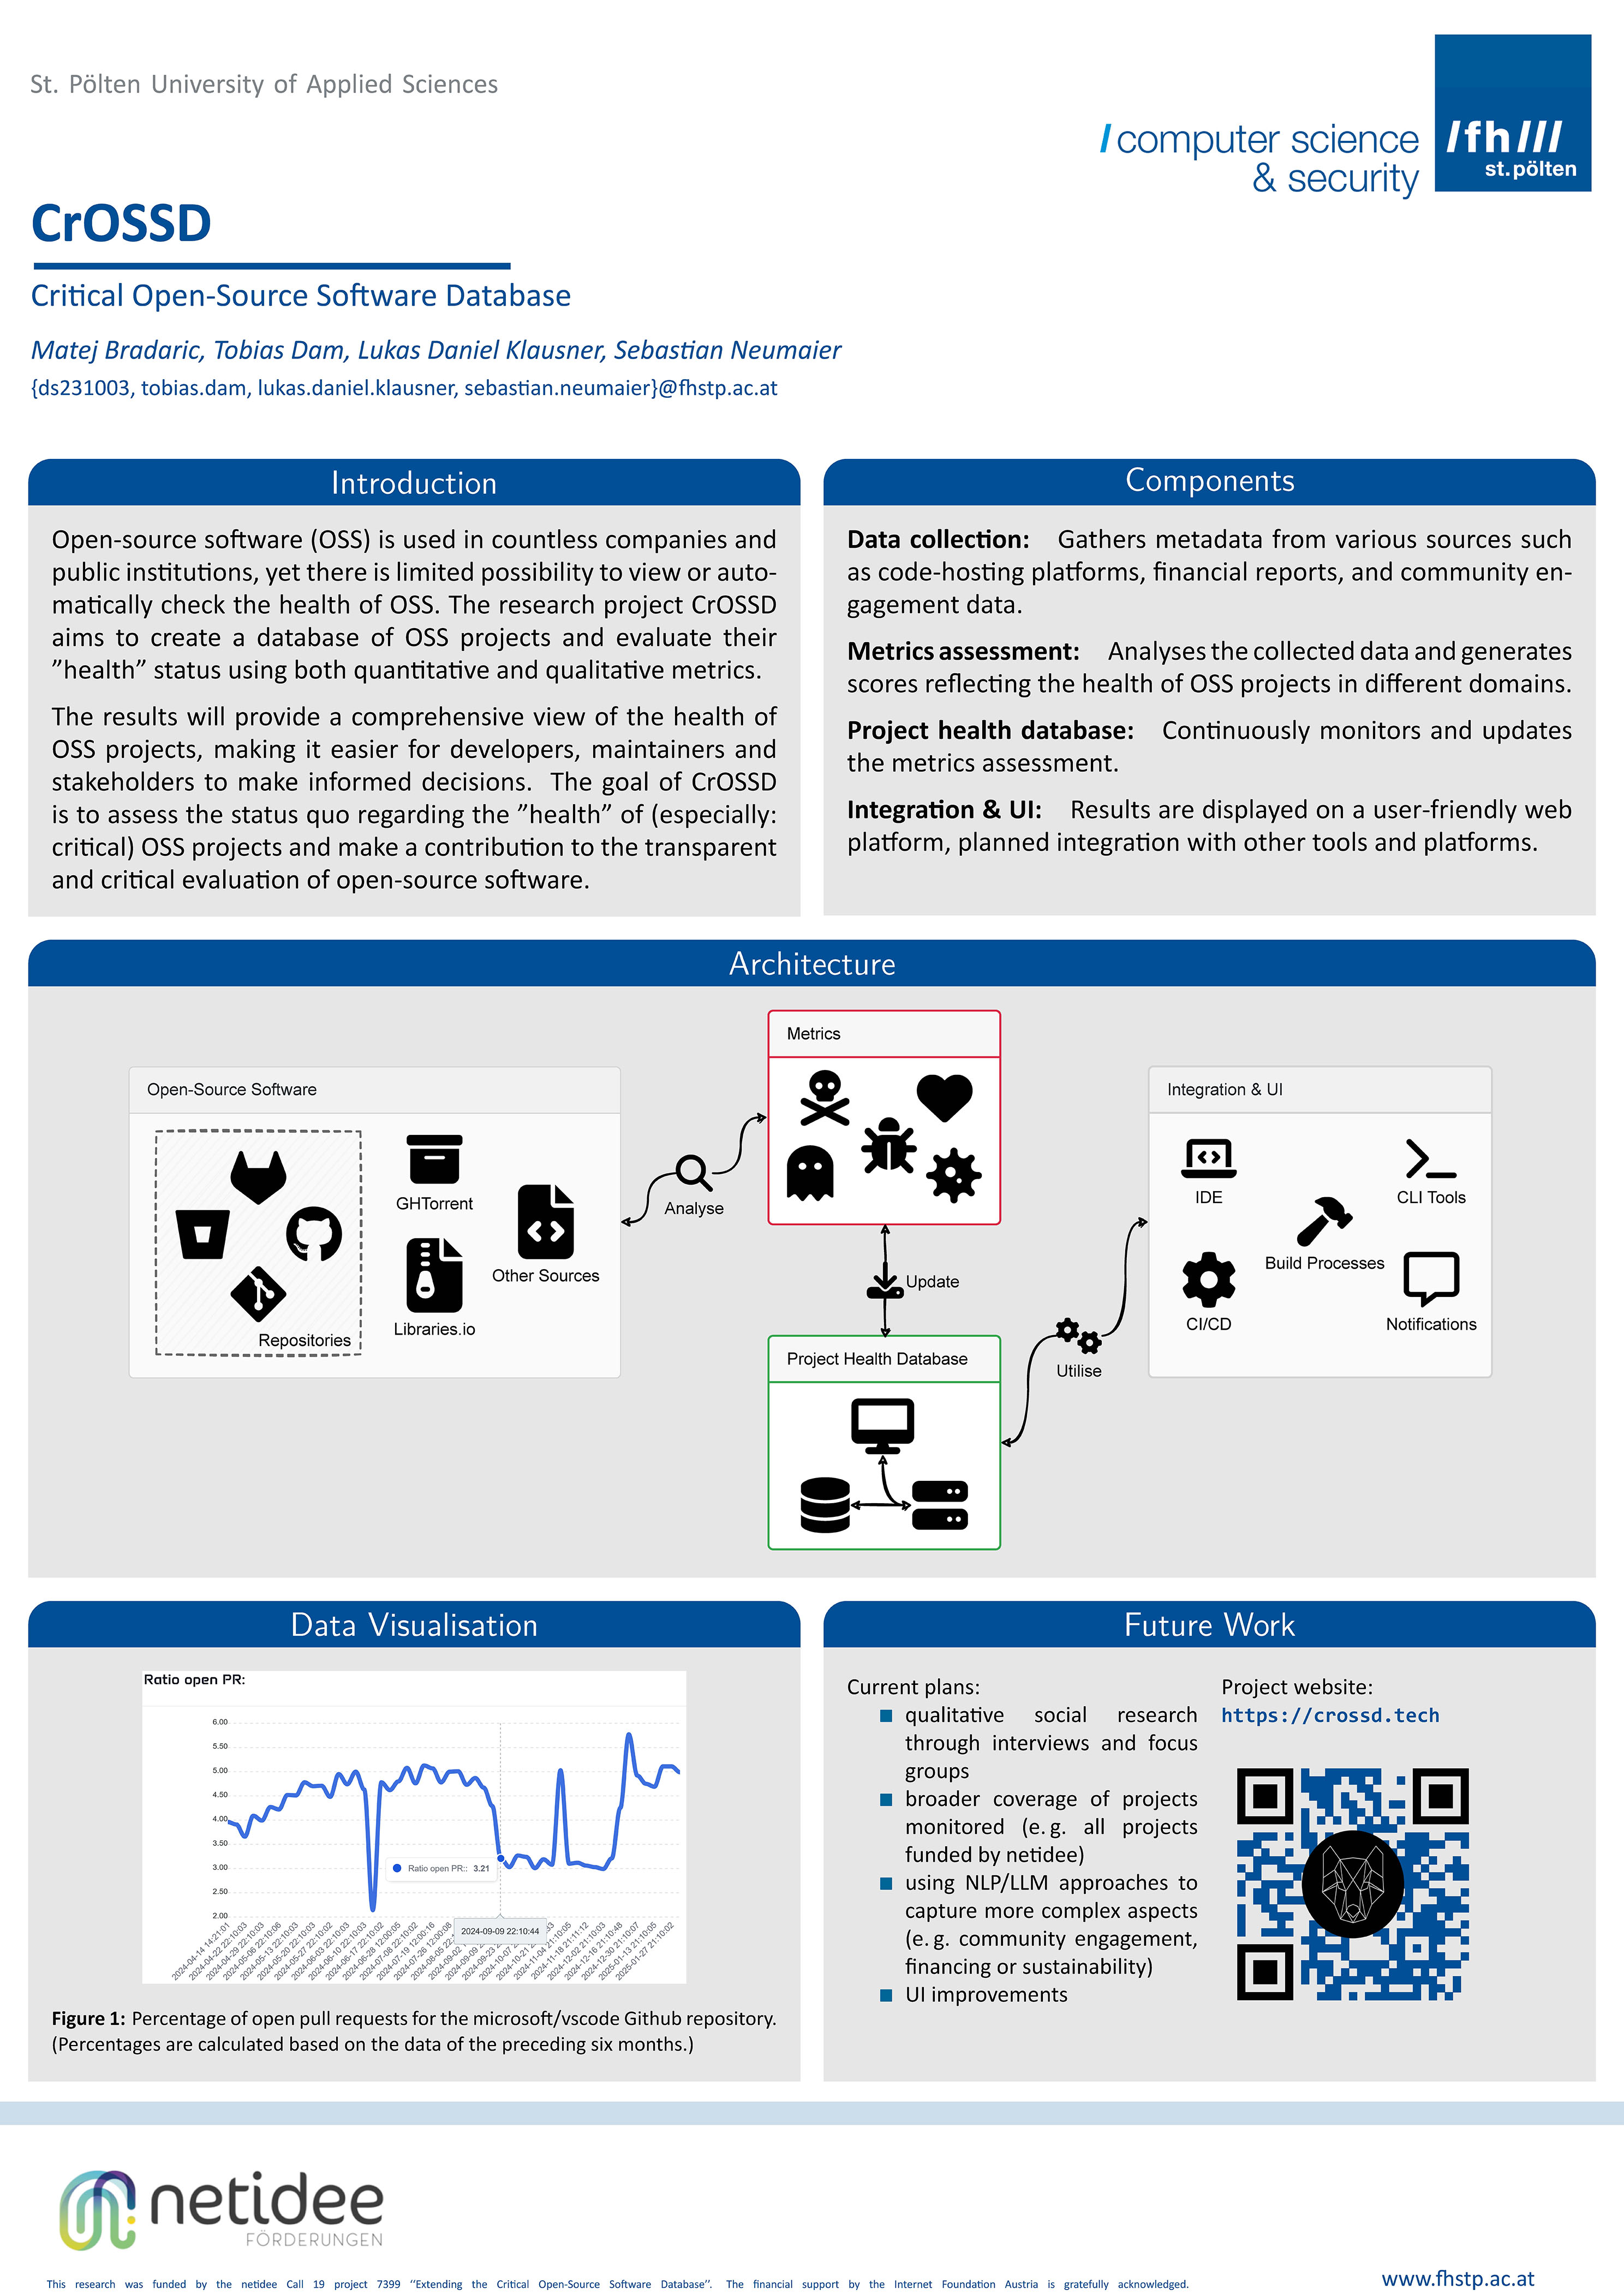 St. Pölten University of Applied Sciences
/ computer science
& security
/fh///
st.pölten
CrOSSD
Critical Open-Source Software Database
Matej Bradaric, Tobias Dam, Lukas Daniel Klausner, Sebastian Neumaier
{ds231003, tobias.dam, lukas.daniel.klausner, sebastian.neumaier}@fhstp.ac.at
Introduction
Open-source software (OSS) is used in countless companies and
public institutions, yet there is limited possibility to view or auto-
matically check the health of OSS. The research project CrOSSD
aims to create a database of OSS projects and evaluate their
”health” status using both quantitative and qualitative metrics.
The results will provide a comprehensive view of the health of
OSS projects, making it easier for developers, maintainers and
stakeholders to make informed decisions. The goal of CrOSSD
is to assess the status quo regarding the ”health” of (especially:
critical) OSS projects and make a contribution to the transparent
and critical evaluation of open-source software.
Components
Data collection: Gathers metadata from various sources such
as code-hosting platforms, financial reports, and community en-
gagement data.
Metrics assessment: Analyses the collected data and generates
scores reflecting the health of OSS projects in different domains.
Project health database: Continuously monitors and updates
the metrics assessment.
Integration & UI: Results are displayed on a user-friendly web
platform, planned integration with other tools and platforms.
Architecture
Open-Source Software
Repositories
GHTorrent
Libraries.io
Other Sources
Analyse
Metrics
Update
Project Health Database
Utilise
Integration & UI
IDE
CLI Tools
Build Processes
CI/CD
Notifications
Data Visualisation
Ratio open PR:
6.00
5.50
5.00
4.50
4.00
3.50
3.00
2.50
2.00
Ratio open PR:: 3.21
2024-09-09 22:10:44
2024-04-14 14:21:01
2024-04-22 22:10:03
2024-04-29 22:10:03
2024-05-06 22:10:06
2024-05-13 22:10:03
2024-05-20 22:10:03
2024-05-27 22:10:02
2024-06-03 22:10:03
2024-06-10 22:10:03
2024-06-17 22:10:02
2024-06-28 12:00:05
2024-07-08 22:10:02
2024-07-19 12:00:16
2024-07-26 12:00:08
2024-08-05 22
2024-09-02
2024-09-09
2024-09-23
2024-10-07
2024-10-21
2024-11-04 21:10:05
2024-11-18 21:11:12
2024-12-02 21:10:03
2024-12-16 21:10:48
2024-12-30 21:10:07
2025-01-13 21:10:05
2025-01-27 21:10:02
Figure 1: Percentage of open pull requests for the microsoft/vscode Github repository.
(Percentages are calculated based on the data of the preceding six months.)
Future Work
Current plans:
qualitative social research
through interviews and focus
groups
broader coverage of projects
monitored (e. g. all projects
funded by netidee)
using NLP/LLM approaches to
capture more complex aspects
(e. g. community engagement,
financing or sustainability)
UI improvements
Project website:
https://crossd.tech
netidee
FÖRDERUNGEN
This research was funded by the netidee Call 19 project 7399 ‘‘Extending the Critical Open-Source Software Database’’. The financial support by the Internet Foundation Austria is gratefully acknowledged.
www.fhstp.ac.at